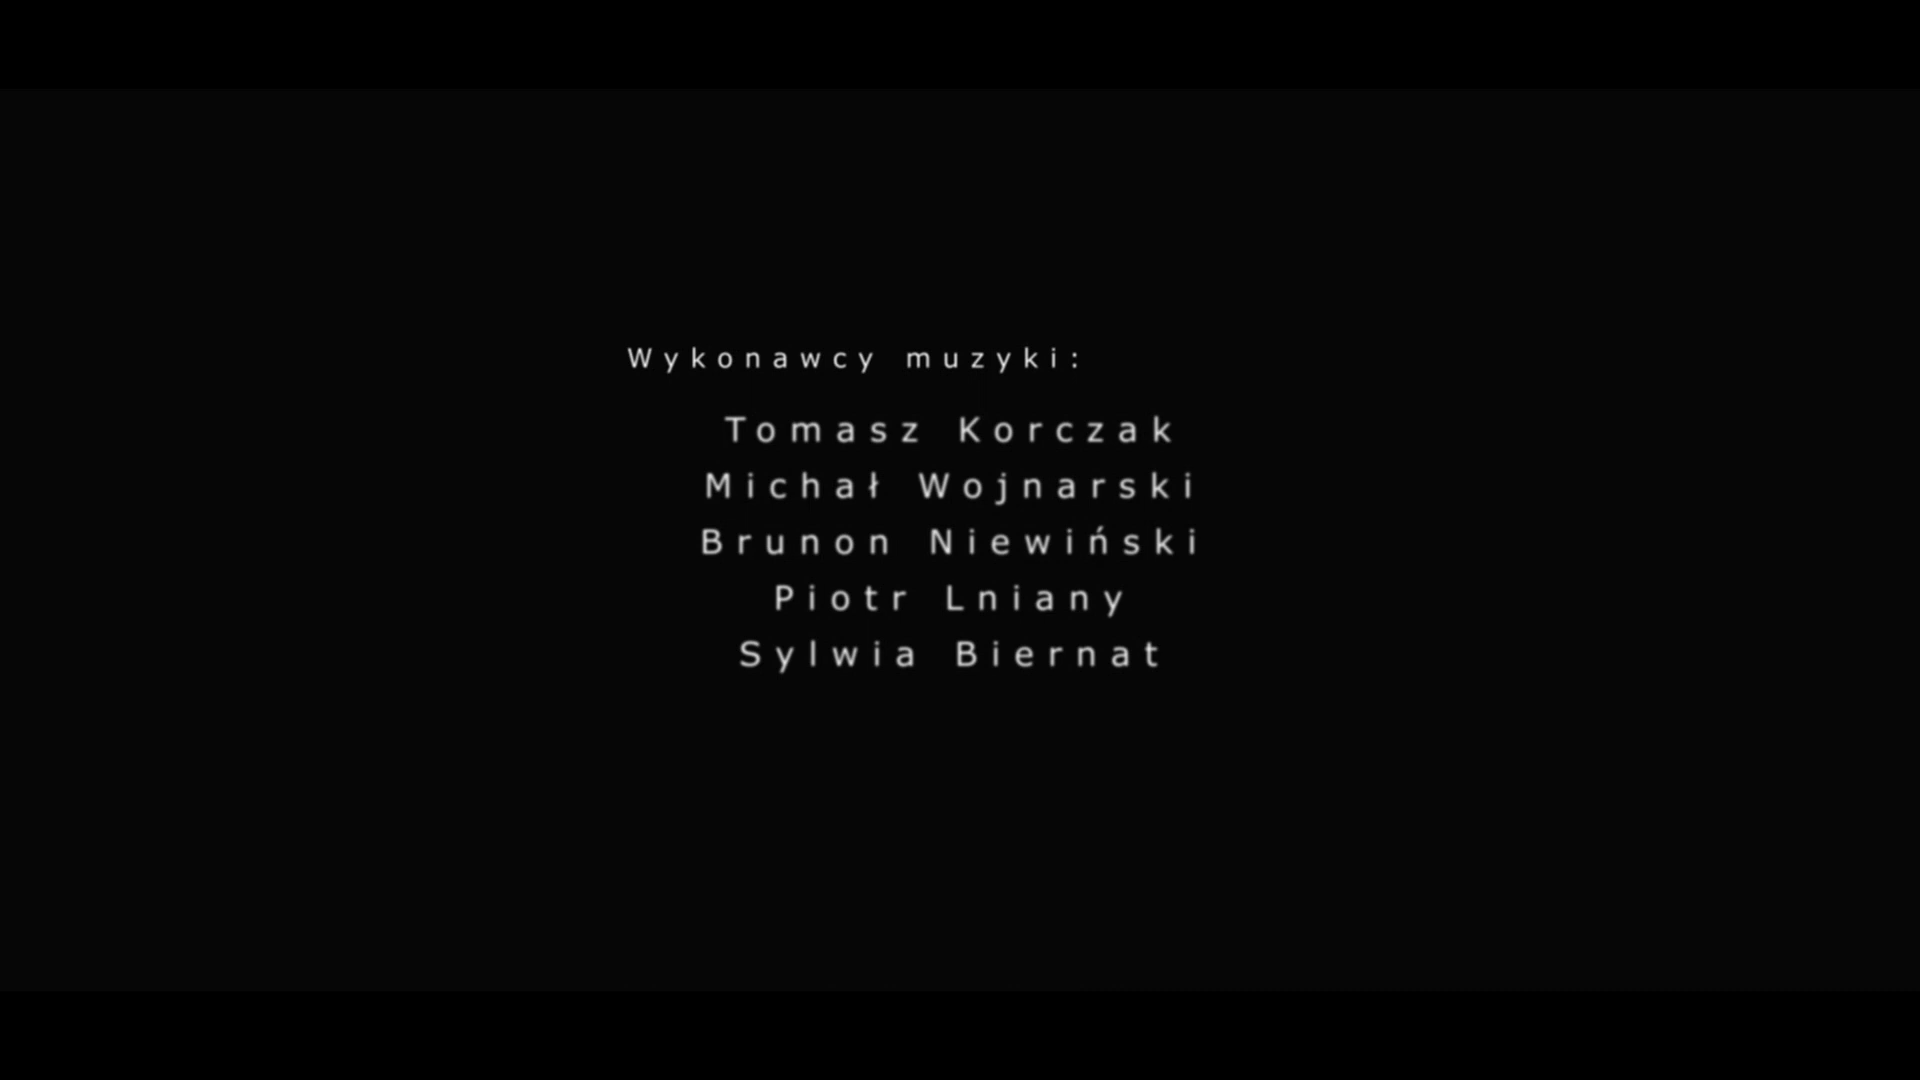 Wykonawcy muzyki:
Tomasz Korczak
Michał Wojnarski
Brunon Niewiński
Piotr Lniany
Sylwia Biernat